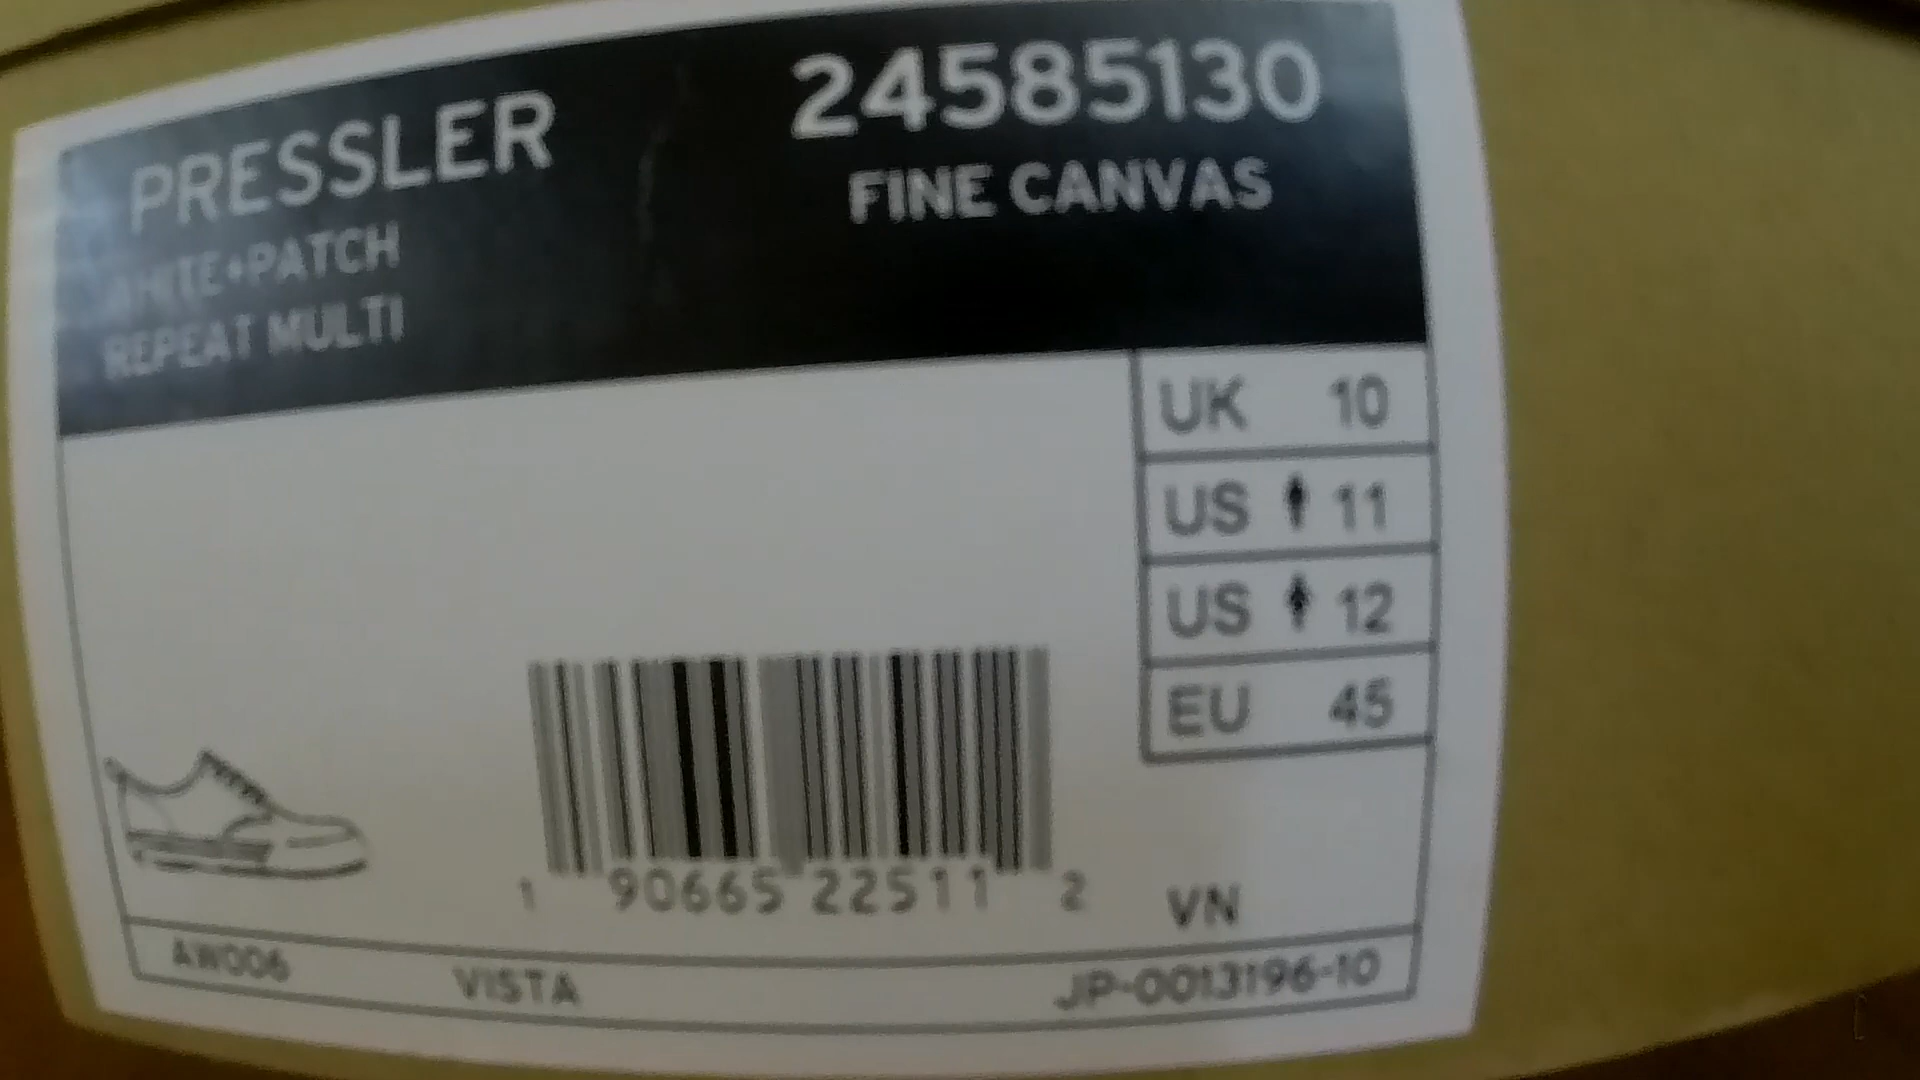 PRESSLER
24585130
WHITE+PATCH
REPEAT MULTI
FINE CANVAS
UK 10
US 11
US 12
EU 45
1 90665 22511 2
VN
AW006 VISTA JP-0013196-10